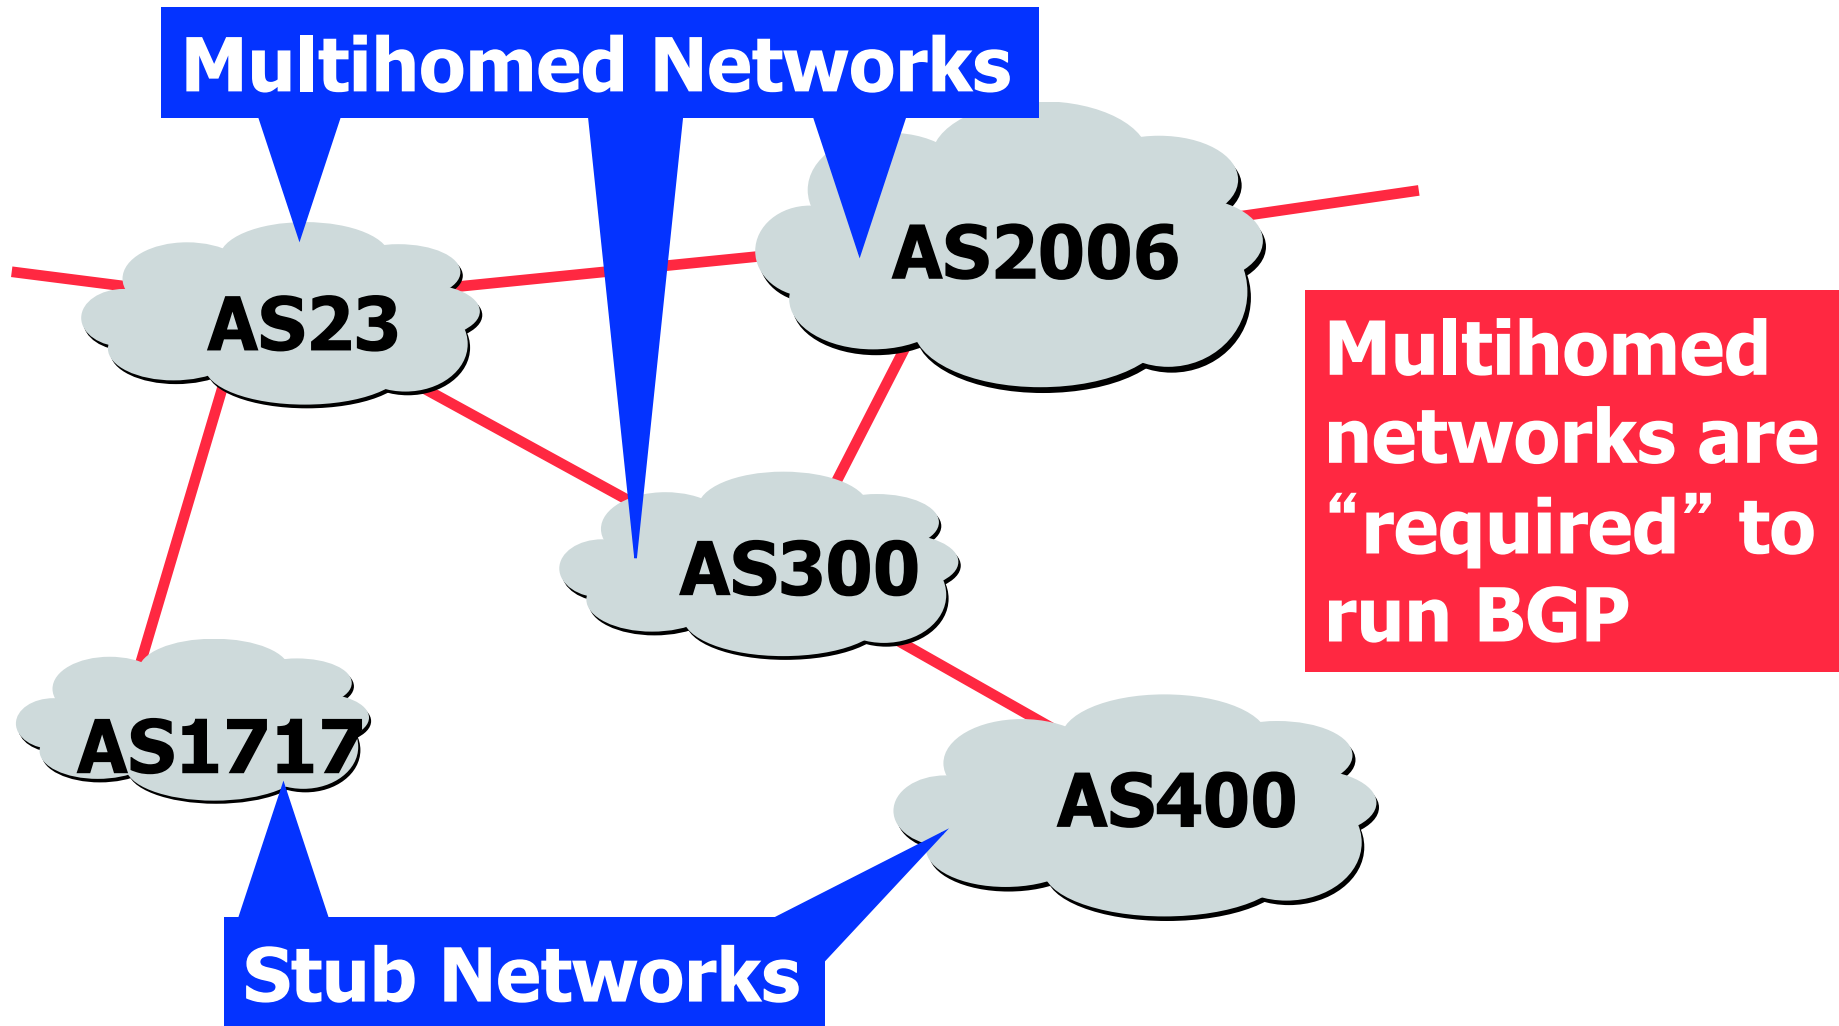 Multihomed Networks
AS2006
AS23
Multihomed
networks are
“required” to
run BGP
AS300
AS1717
AS400
Stub Networks